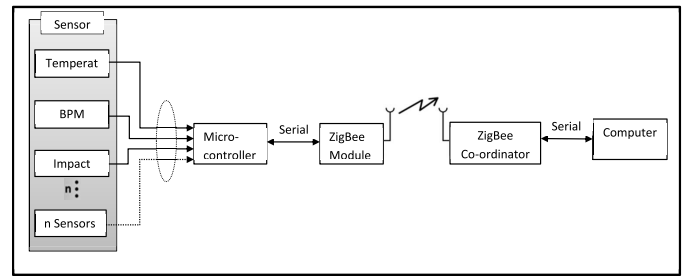 Sensor
Temperat
BPM
Impact
n
n Sensors
Micro-
controller
Serial
ZigBee
Module
ZigBee
Co-ordinator
Serial
Computer